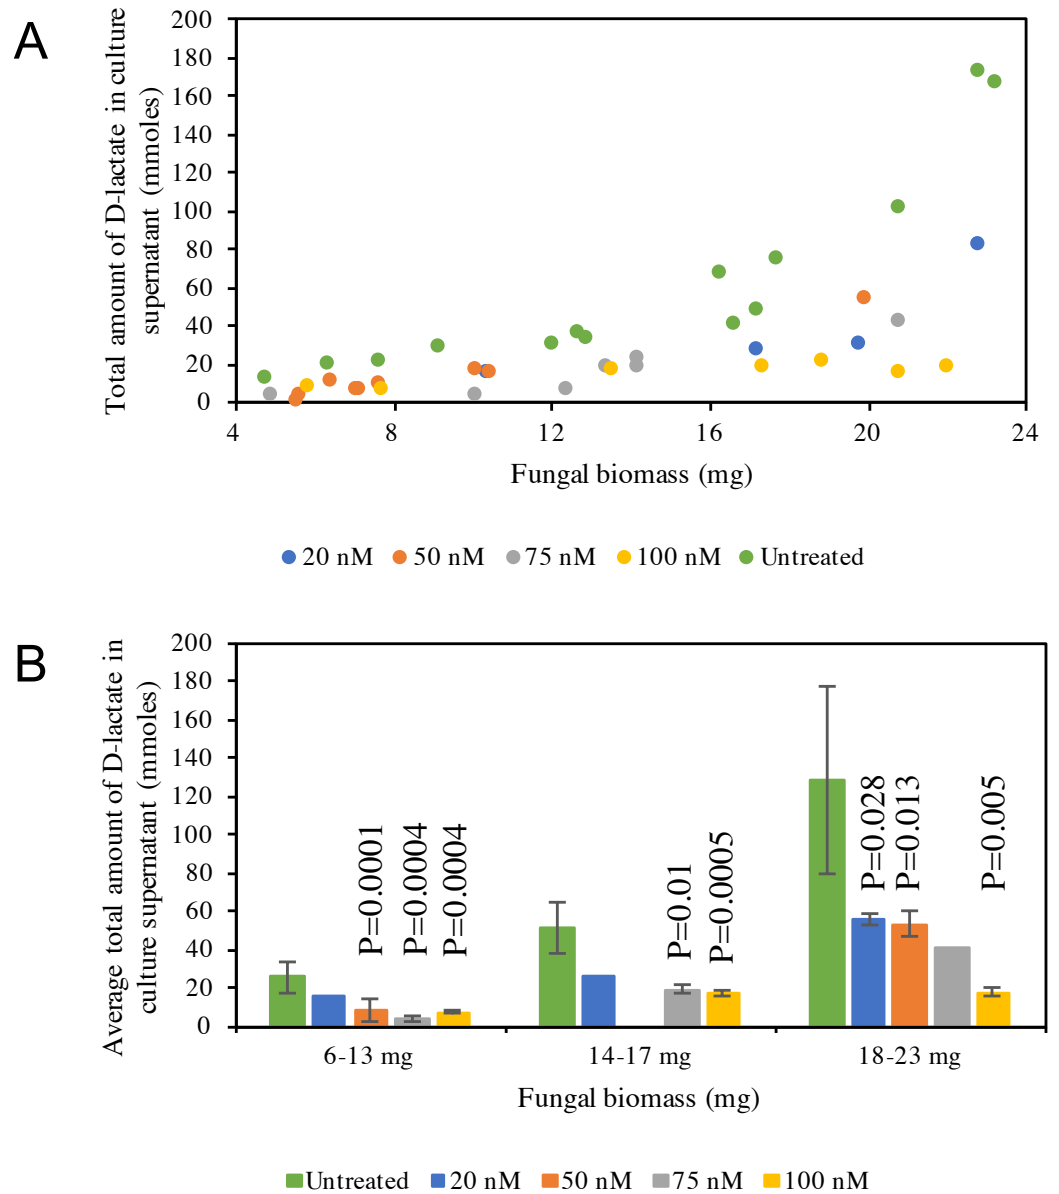 A
Total amount of D-lactate in culture
supernatant (mmoles)
200
180
160
140
120
100
80
60
40
20
0
4 8 12 16 20 24
Fungal biomass (mg)
20 nM 50 nM 75 nM 100 nM Untreated
B
Average total amount of D-lactate in
culture supernatant (mmoles)
200
180
160
140
120
100
80
60
40
20
0
P=0.0001
P=0.0004
P=0.0004
P=0.01
P=0.0005
P=0.028
P=0.013
P=0.005
6-13 mg 14-17 mg 18-23 mg
Fungal biomass (mg)
Untreated 20 nM 50 nM 75 nM 100 nM